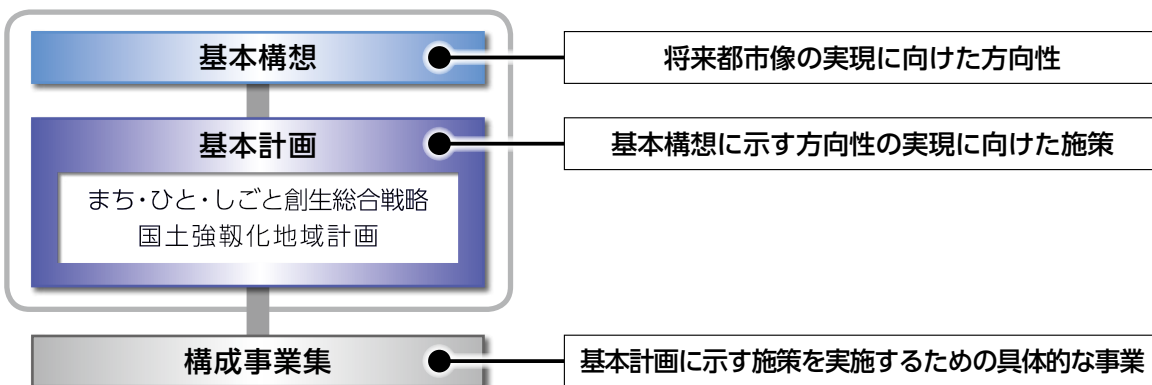 基本構想
将来都市像の実現に向けた方向性
基本計画
基本構想に示す方向性の実現に向けた施策
まち・ひと・しごと創生総合戦略
国土強靱化地域計画
構成事業集
基本計画に示す施策を実施するための具体的な事業